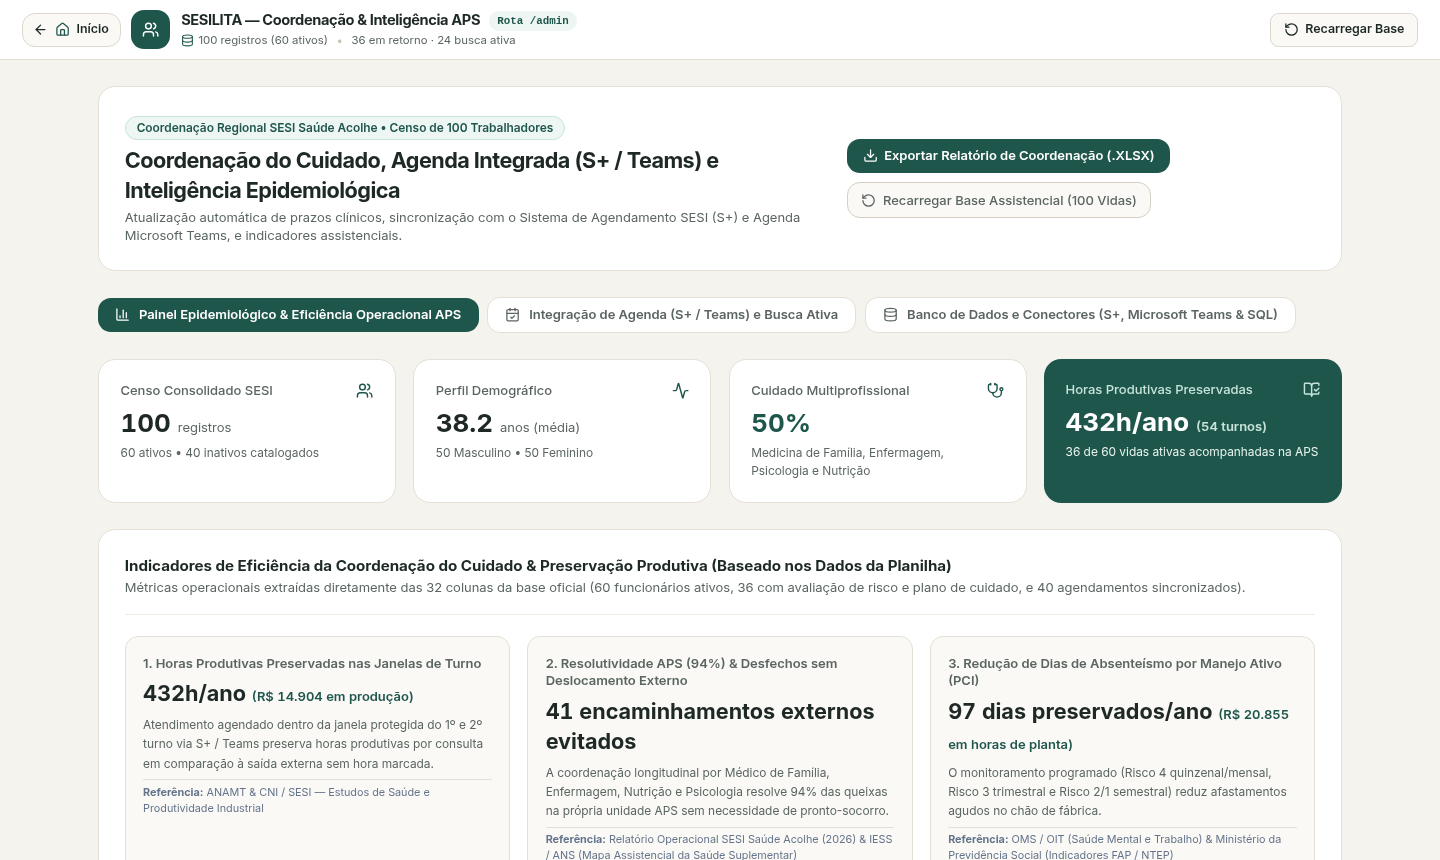 Início
SESILITA — Coordenação & Inteligência APS
Rota /admin
100 registros (60 ativos) • 36 em retorno · 24 busca ativa
Recarregar Base
Coordenação Regional SESI Saúde Acolhe • Censo de 100 Trabalhadores
Coordenação do Cuidado, Agenda Integrada (S+ / Teams) e
Inteligência Epidemiológica
Atualização automática de prazos clínicos, sincronização com o Sistema de Agendamento SESI (S+) e Agenda
Microsoft Teams, e indicadores assistenciais.
Exportar Relatório de Coordenação (.XLSX)
Recarregar Base Assistencial (100 Vidas)
Painel Epidemiológico & Eficiência Operacional APS
Integração de Agenda (S+ / Teams) e Busca Ativa
Banco de Dados e Conectores (S+, Microsoft Teams & SQL)
Censo Consolidado SESI
100 registros
60 ativos • 40 inativos catalogados
Perfil Demográfico
38.2 anos (média)
50 Masculino • 50 Feminino
Cuidado Multiprofissional
50%
Medicina de Família, Enfermagem,
Psicologia e Nutrição
Horas Produtivas Preservadas
432h/ano (54 turnos)
36 de 60 vidas ativas acompanhadas na APS
Indicadores de Eficiência da Coordenação do Cuidado & Preservação Produtiva (Baseado nos Dados da Planilha)
Métricas operacionais extraídas diretamente das 32 colunas da base oficial (60 funcionários ativos, 36 com avaliação de risco e plano de cuidado, e 40 agendamentos sincronizados).
1. Horas Produtivas Preservadas nas Janelas de Turno
432h/ano (R$ 14.904 em produção)
Atendimento agendado dentro da janela protegida do 1º e 2º
turno via S+ / Teams preserva horas produtivas por consulta
em comparação à saída externa sem hora marcada.
Referência: ANAMT & CNI / SESI — Estudos de Saúde e
Produtividade Industrial
2. Resolutividade APS (94%) & Desfechos sem
Deslocamento Externo
41 encaminhamentos externos
evitados
A coordenação longitudinal por Médico de Família,
Enfermagem, Nutrição e Psicologia resolve 94% das queixas
na própria unidade APS sem necessidade de pronto-socorro.
Referência: Relatório Operacional SESI Saúde Acolhe (2026) & IESS
/ ANS (Mapa Assistencial da Saúde Suplementar)
3. Redução de Dias de Absenteísmo por Manejo Ativo
(PCI)
97 dias preservados/ano (R$ 20.855
em horas de planta)
O monitoramento programado (Risco 4 quinzenal/mensal,
Risco 3 trimestral e Risco 2/1 semestral) reduz afastamentos
agudos no chão de fábrica.
Referência: OMS / OIT (Saúde Mental e Trabalho) & Ministério da
Previdência Social (Indicadores FAP / NTEP)